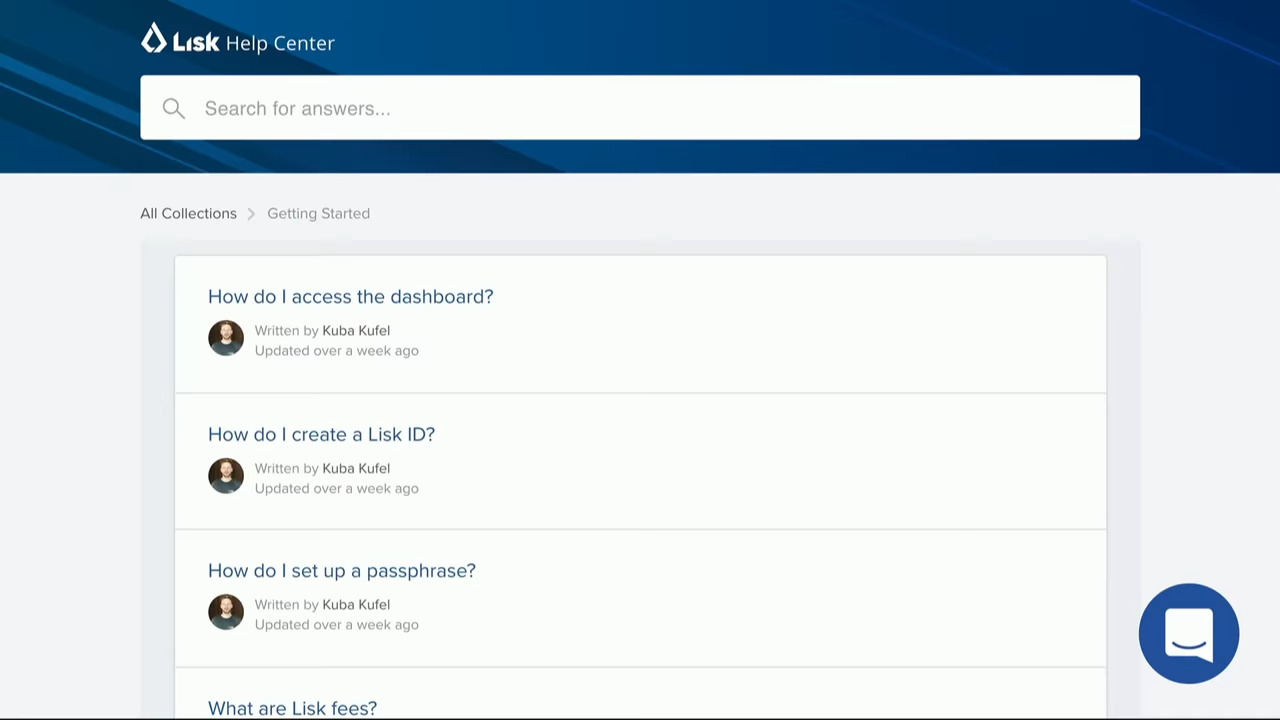 Lisk Help Center
Search for answers...
All Collections > Getting Started
How do I access the dashboard?
Written by Kuba Kufel
Updated over a week ago
How do I create a Lisk ID?
Written by Kuba Kufel
Updated over a week ago
How do I set up a passphrase?
Written by Kuba Kufel
Updated over a week ago
What are Lisk fees?